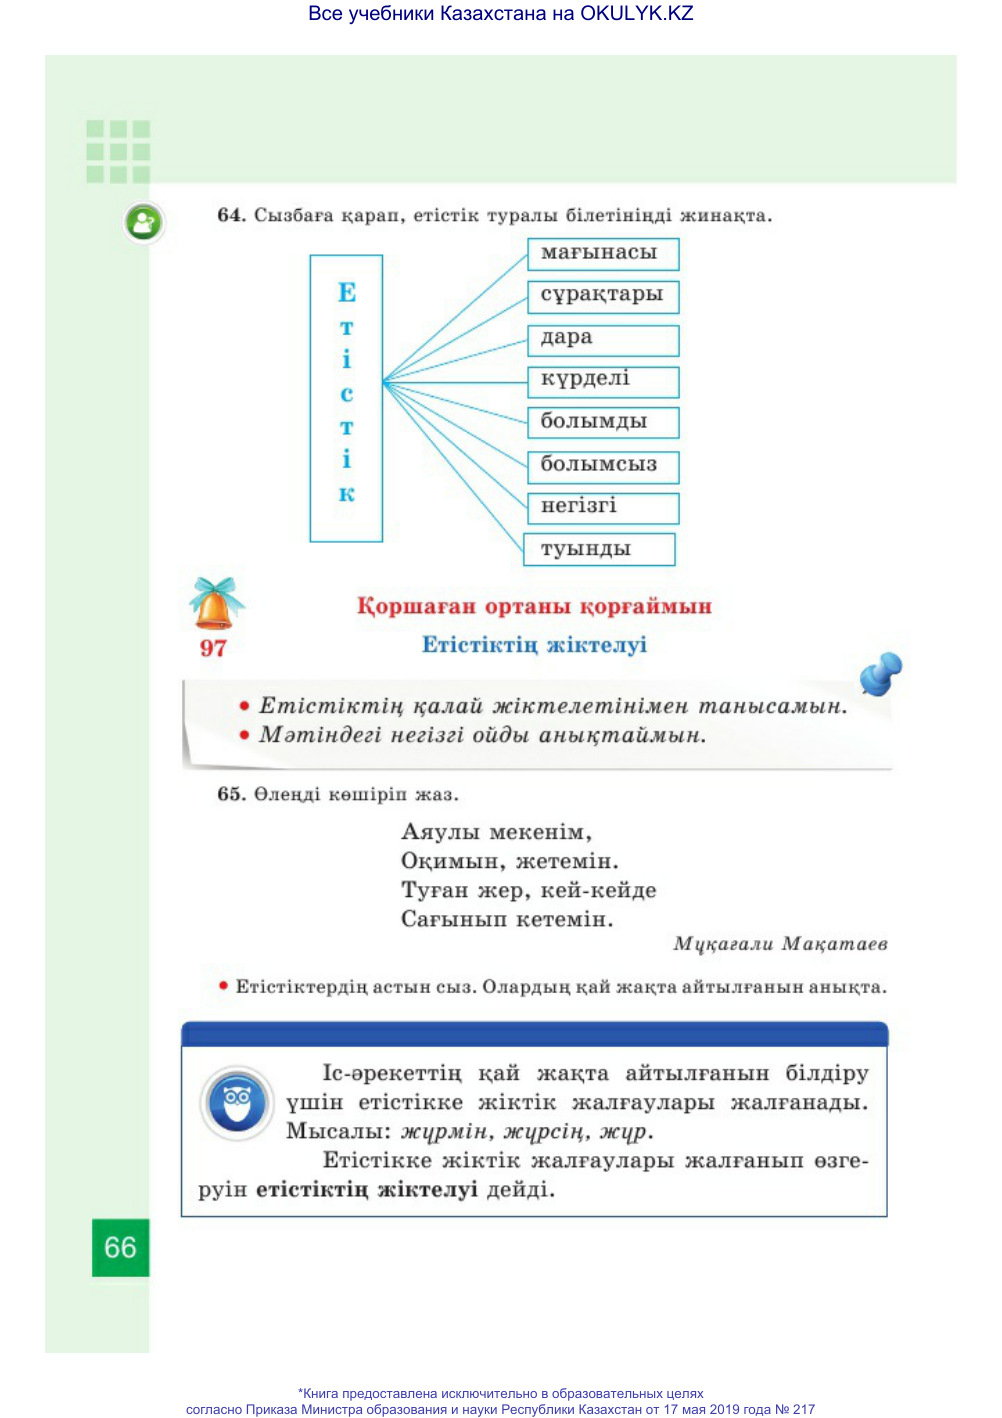 Все учебники Казахстана на OKULYK.KZ
64. Сызбаға қарап, етістік туралы білетініңді жинақта.
Е
т
і
с
т
і
к
мағынасы
сұрақтары
дара
күрделі
болымды
болымсыз
негізгі
туынды
97
Қоршаған ортаны қорғаймын
Етістіктің жіктелуі
• Етістіктің қалай жіктелетінімен танысамын.
• Мәтіндегі негізгі ойды анықтаймын.
65. Өлеңді көшіріп жаз.
Аяулы мекенім,
Оқимын, жетемін.
Туған жер, кей-кейде
Сағынып кетемін.
Мұқағали Мақатаев
• Етістіктердің астын сыз. Олардың қай жақта айтылғанын анықта.
Іс-әрекеттің қай жақта айтылғанын білдіру
үшін етістікке жіктік жалғаулары жалғанады.
Мысалы: жүрмін, жүрсің, жүр.
Етістікке жіктік жалғаулары жалғанып өзге-
руін етістіктің жіктелуі дейді.
66
*Книга предоставлена исключительно в образовательных целях
согласно Приказа Министра образования и науки Республики Казахстан от 17 мая 2019 года № 217